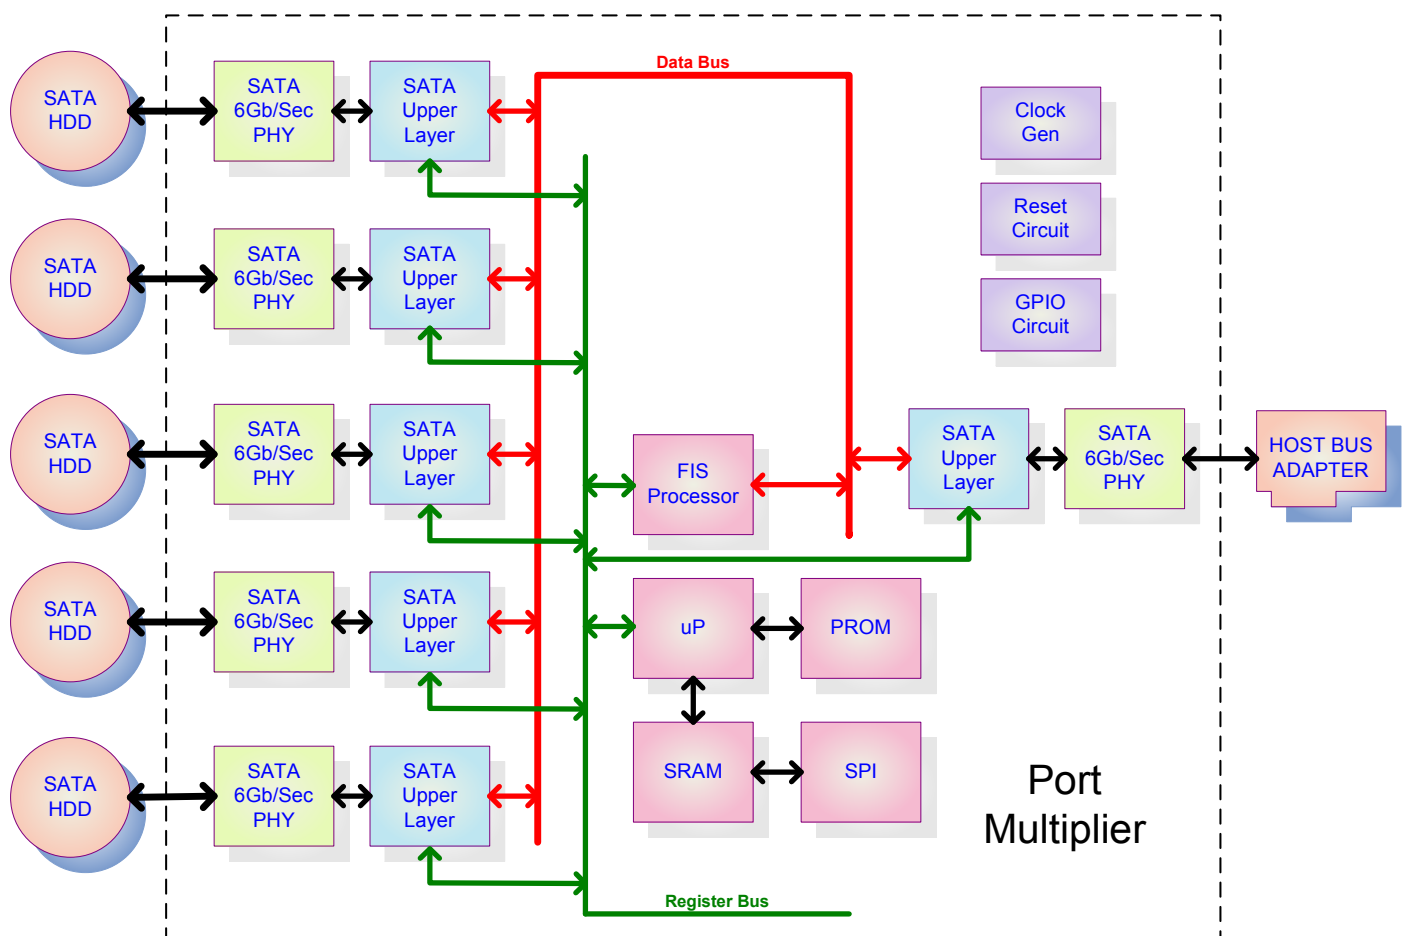 Data Bus
SATA
HDD
SATA
6Gb/Sec
PHY
SATA
Upper
Layer
Clock
Gen
Reset
Circuit
SATA
HDD
SATA
6Gb/Sec
PHY
SATA
Upper
Layer
GPIO
Circuit
SATA
HDD
SATA
6Gb/Sec
PHY
SATA
Upper
Layer
FIS
Processor
SATA
Upper
Layer
SATA
6Gb/Sec
PHY
HOST BUS
ADAPTER
SATA
HDD
SATA
6Gb/Sec
PHY
SATA
Upper
Layer
uP
PROM
SATA
HDD
SATA
6Gb/Sec
PHY
SATA
Upper
Layer
SRAM
SPI
Port
Multiplier
Register Bus